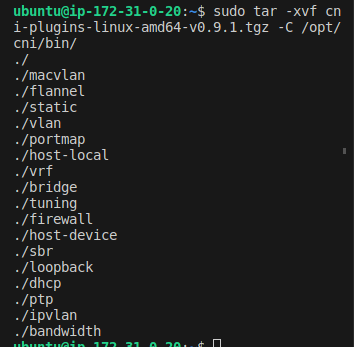 ubuntu@ip-172-31-0-20:~$ sudo tar -xvf cn
i-plugins-linux-amd64-v0.9.1.tgz -C /opt/
cni/bin/
./
./macvlan
./flannel
./static
./vlan
./portmap
./host-local
./vrf
./bridge
./tuning
./firewall
./host-device
./sbr
./loopback
./dhcp
./ptp
./ipvlan
./bandwidth
ubuntu@ip-172-31-0-20:~$